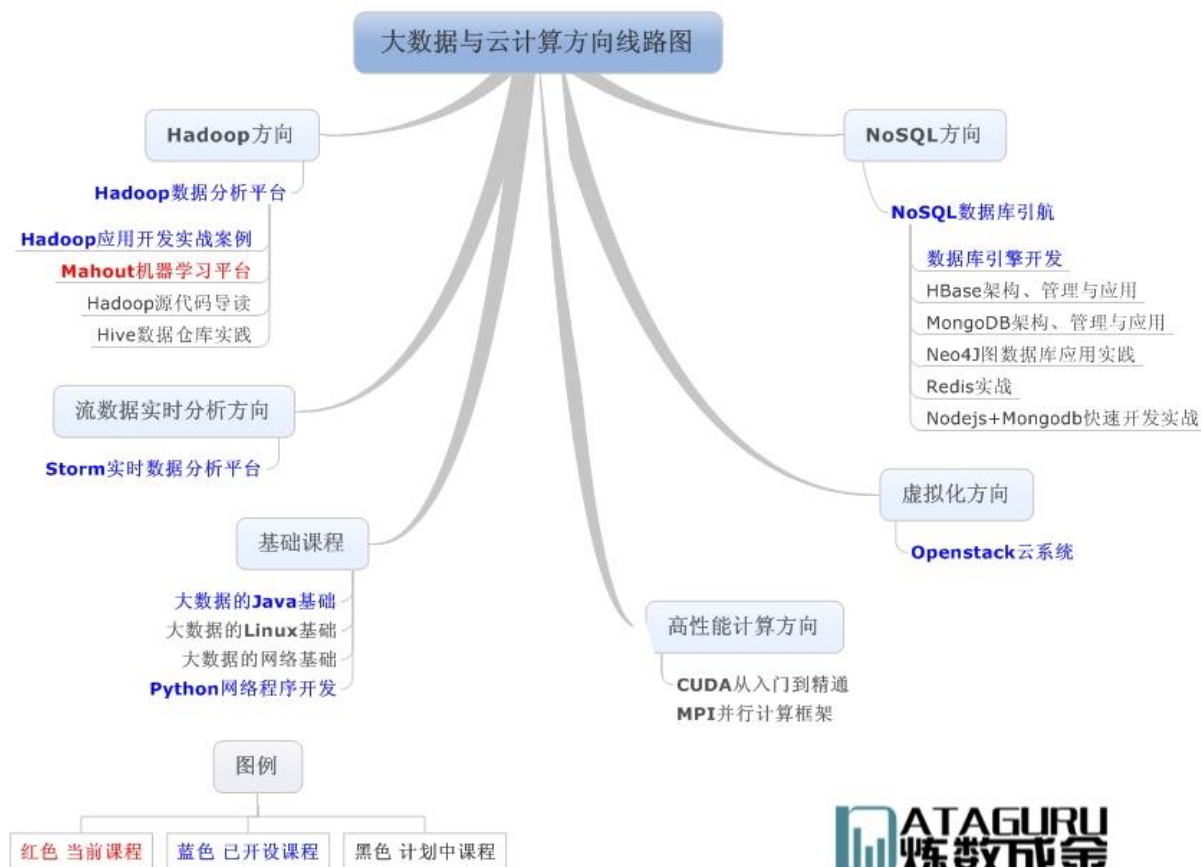 大数据与云计算方向线路图
Hadoop方向
Hadoop数据分析平台
Hadoop应用开发实战案例
Mahout机器学习平台
Hadoop源代码导读
Hive数据仓库实践
流数据实时分析方向
Storm实时数据分析平台
基础课程
大数据的Java基础
大数据的Linux基础
大数据的网络基础
Python网络程序开发
NoSQL方向
NoSQL数据库引航
数据库引擎开发
HBase架构、管理与应用
MongoDB架构、管理与应用
Neo4J图数据库应用实践
Redis实战
Nodejs+Mongodb快速开发实战
虚拟化方向
Openstack云系统
高性能计算方向
CUDA从入门到精通
MPI并行计算框架
图例
红色 当前课程
蓝色 已开设课程
黑色 计划中课程
DATAGURU
炼数成金